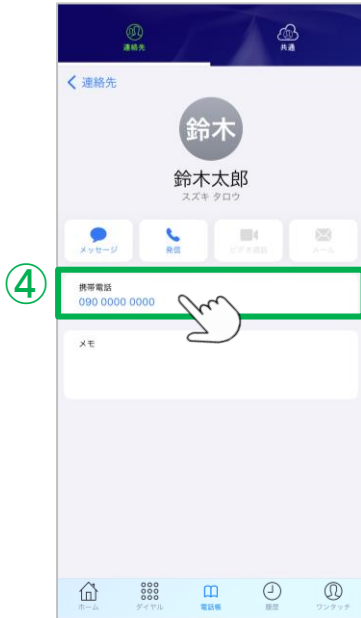 連絡先
共通
連絡先
鈴木
鈴木太郎
スズキ タロウ
メッセージ
発信
ビデオ通話
メール
④
携帯電話
090 0000 0000
メモ
ホーム
ダイヤル
電話帳
履歴
ワンタッチ